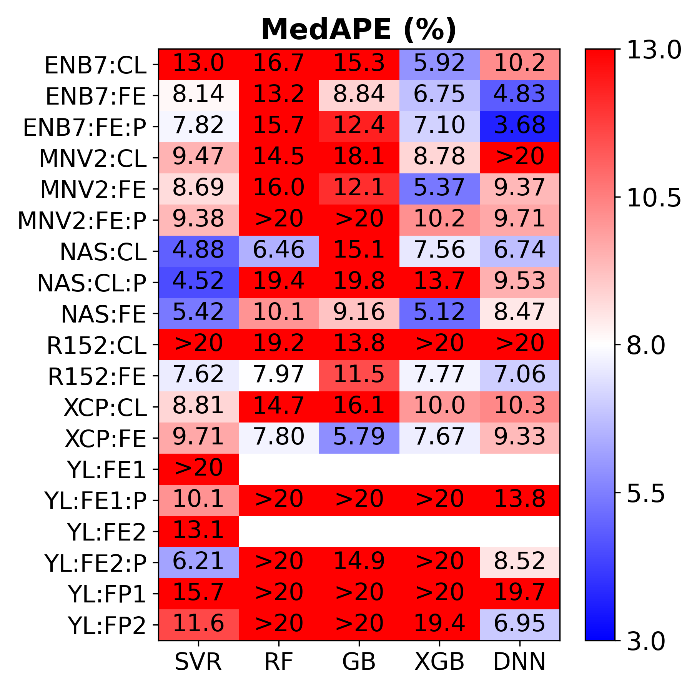 MedAPE (%)
ENB7:CL 13.0 16.7 15.3 5.92 10.2
ENB7:FE 8.14 13.2 8.84 6.75 4.83
ENB7:FE:P 7.82 15.7 12.4 7.10 3.68
MNV2:CL 9.47 14.5 18.1 8.78 >20
MNV2:FE 8.69 16.0 12.1 5.37 9.37
MNV2:FE:P 9.38 >20 >20 10.2 9.71
NAS:CL 4.88 6.46 15.1 7.56 6.74
NAS:CL:P 4.52 19.4 19.8 13.7 9.53
NAS:FE 5.42 10.1 9.16 5.12 8.47
R152:CL >20 19.2 13.8 >20 >20
R152:FE 7.62 7.97 11.5 7.77 7.06
XCP:CL 8.81 14.7 16.1 10.0 10.3
XCP:FE 9.71 7.80 5.79 7.67 9.33
YL:FE1 >20
YL:FE1:P 10.1 >20 >20 >20 13.8
YL:FE2 13.1
YL:FE2:P 6.21 >20 14.9 >20 8.52
YL:FP1 15.7 >20 >20 >20 19.7
YL:FP2 11.6 >20 >20 19.4 6.95
SVR RF GB XGB DNN
13.0
10.5
8.0
5.5
3.0